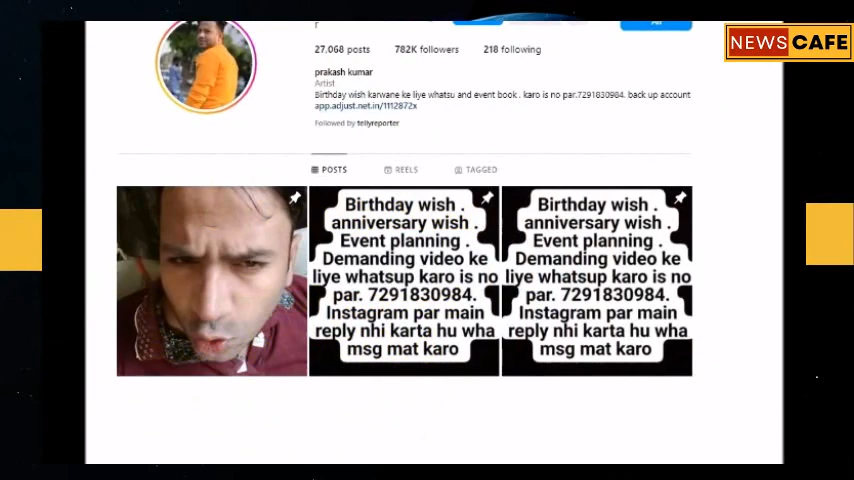 NEWS CAFE
27,068 posts 782K followers 218 following
prakash kumar
Artist
Birthday wish karwane ke liye whatsu and event book . karo is no par.7291830984. back up account
app.adjust.net.in/1112872x
Followed by tellyreporter
POSTS REELS TAGGED
Birthday wish .
anniversary wish .
Event planning .
Demanding video ke
liye whatsup karo is no
par. 7291830984.
Instagram par main
reply nhi karta hu wha
msg mat karo
Birthday wish .
anniversary wish .
Event planning .
Demanding video ke
liye whatsup karo is no
par. 7291830984.
Instagram par main
reply nhi karta hu wha
msg mat karo